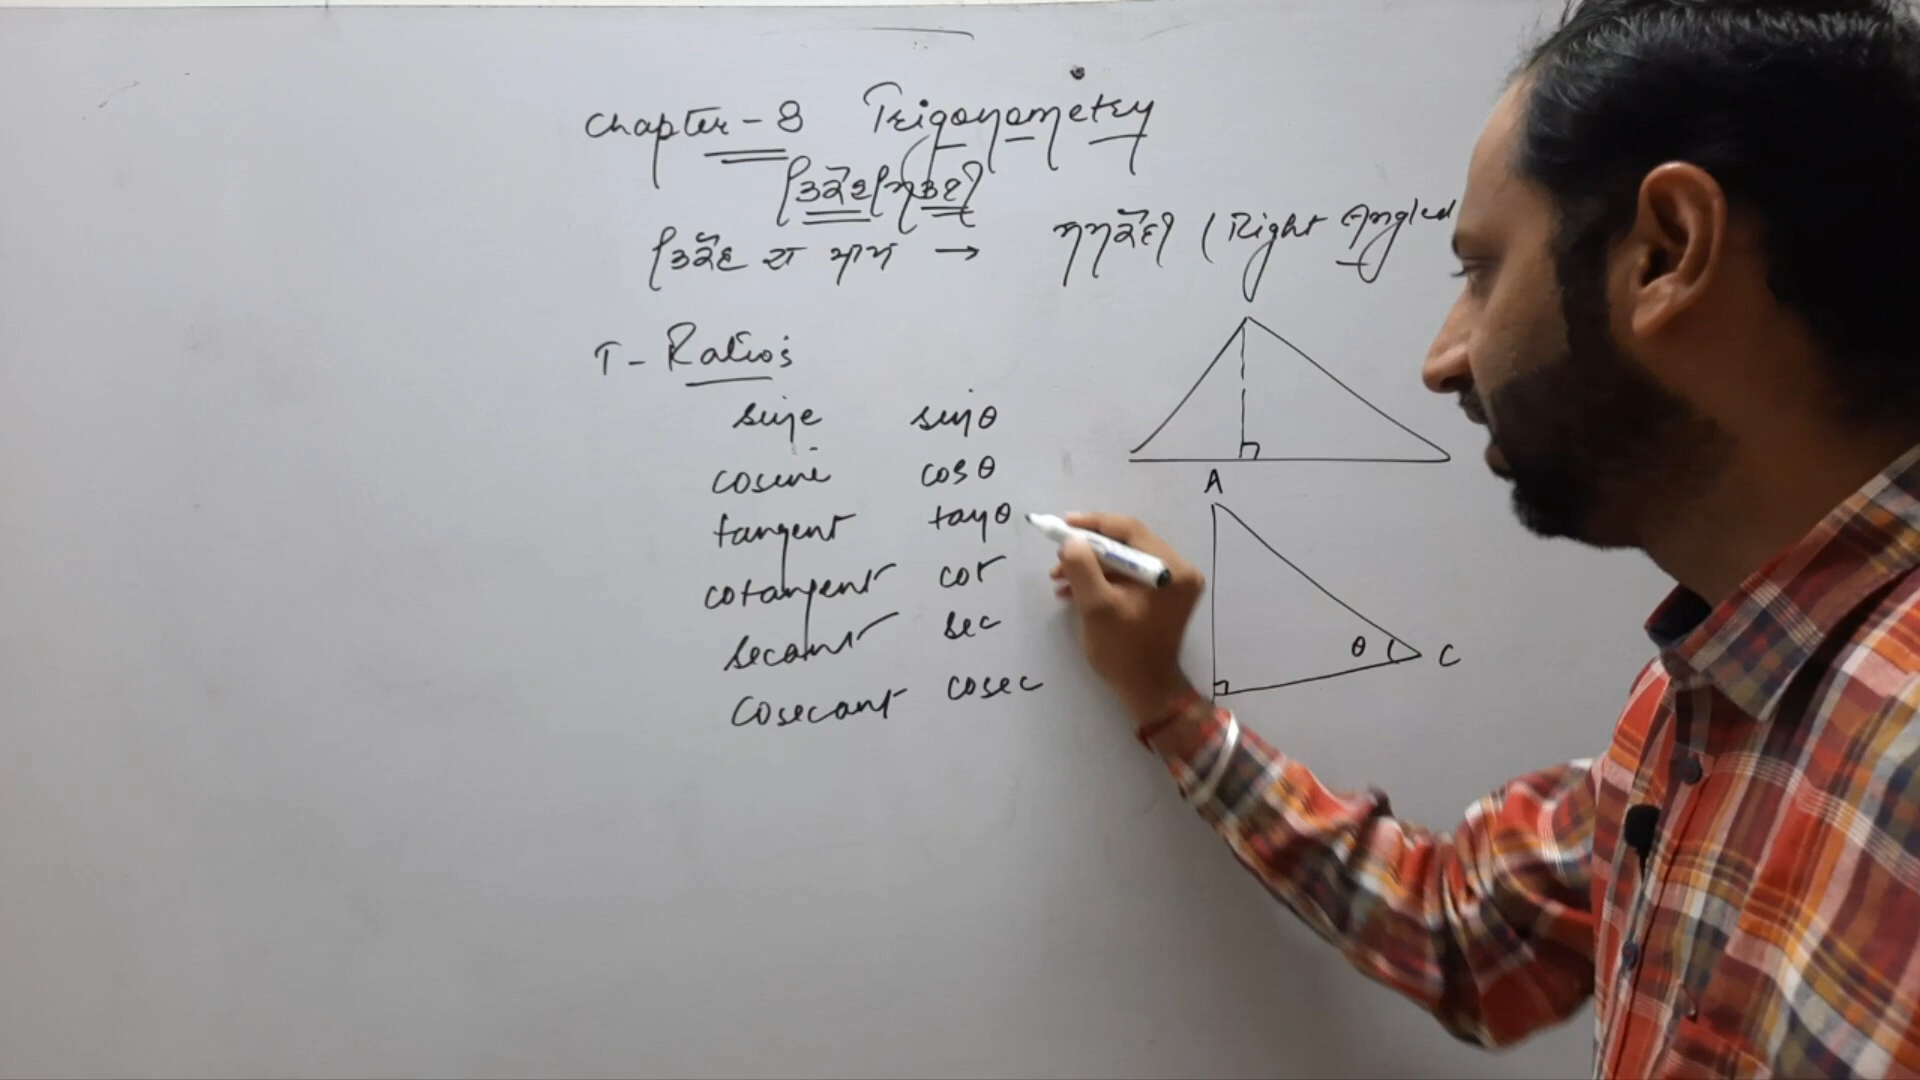 Chapter - 8 Trigonometry
(ਤਿਕੋਣਮਿਤੀ)
ਤਿਕੋਣ ਦਾ ਮਾਪ → ਸਮਕੋਣੀ (Right Angled
T - Ratios
sine sinθ
cosine cosθ
tangent tanθ
cotangent cot
secant sec
cosecant cosec
A
θ C